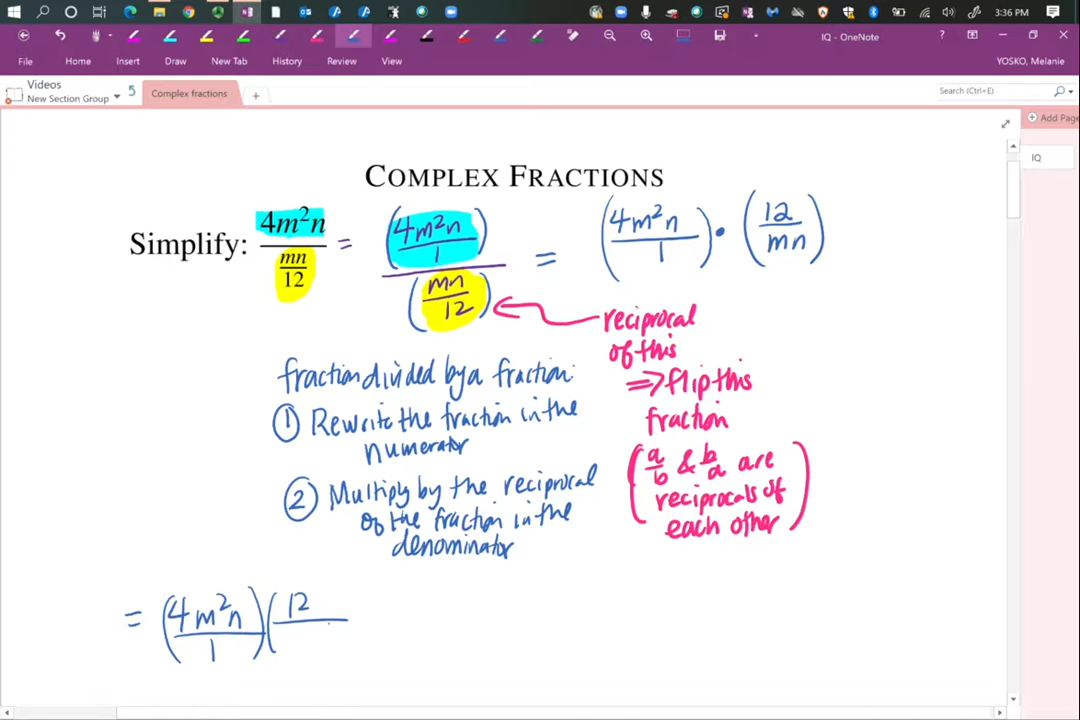 3:36 PM
IQ - OneNote
?
YOSKO, Melanie
File Home Insert Draw New Tab History Review View
Videos
New Section Group
5
Complex fractions
+
Search (Ctrl+E)
Add Page
IQ
COMPLEX FRACTIONS
Simplify: 4m²n / (mn/12) = (4m²n/1) / (mn/12) = (4m²n/1) • (12/mn)
reciprocal
of this
⇒ flip this
fraction
(a/b & b/a are
reciprocals of
each other)
fraction divided by a fraction:
① Rewrite the fraction in the
numerator
② Multiply by the reciprocal
of the fraction in the
denominator
= (4m²n/1)(12/